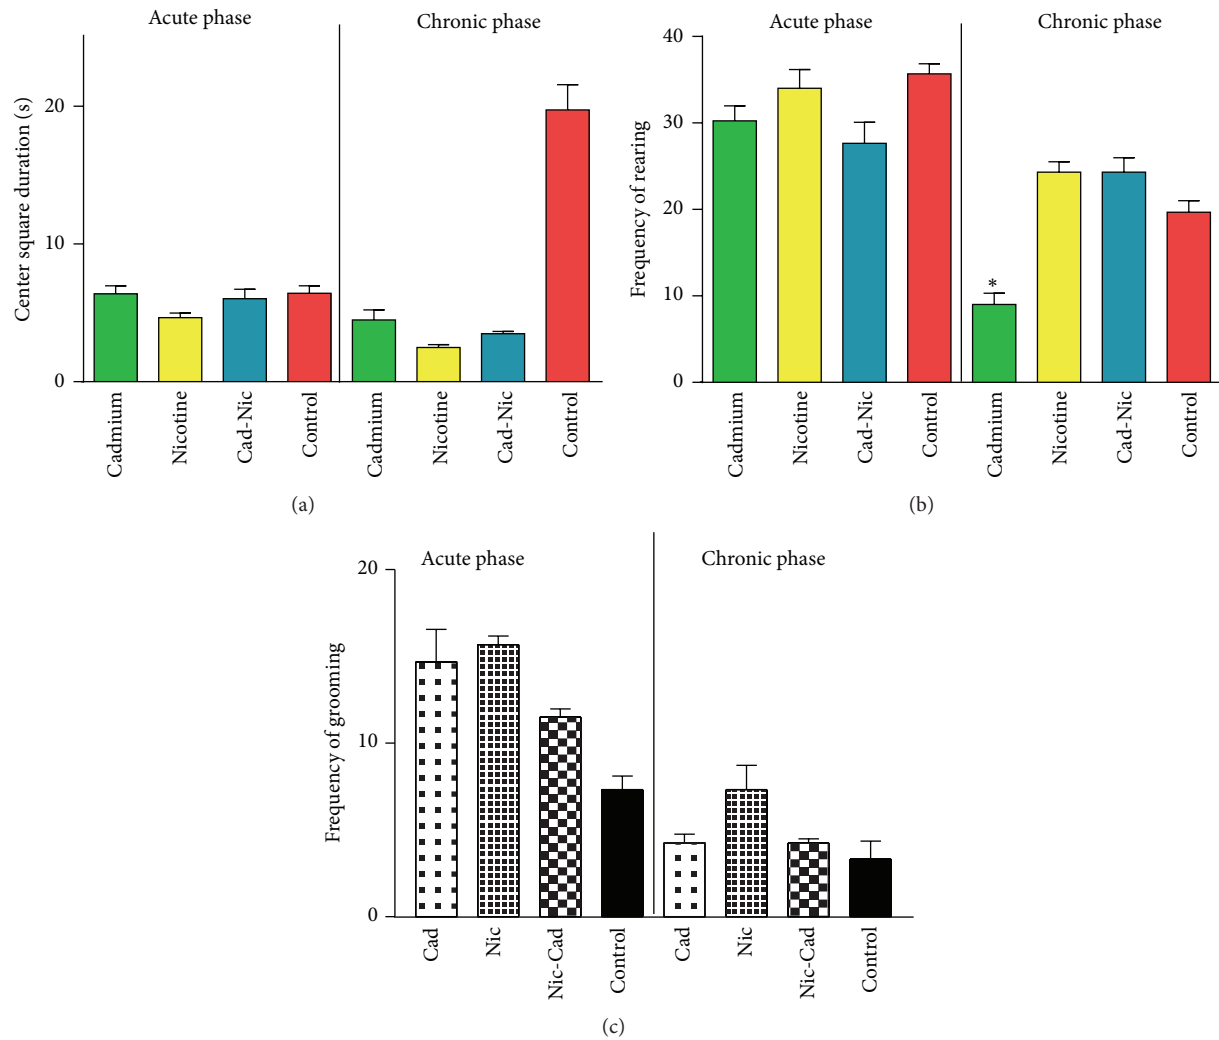 Acute phase
Chronic phase
Center square duration (s)
20
10
0
Cadmium
Nicotine
Cad-Nic
Control
Cadmium
Nicotine
Cad-Nic
Control
(a)
Acute phase
Chronic phase
Frequency of rearing
40
30
20
10
0
*
Cadmium
Nicotine
Cad-Nic
Control
Cadmium
Nicotine
Cad-Nic
Control
(b)
Acute phase
Chronic phase
Frequency of grooming
20
10
0
Cad
Nic
Nic-Cad
Control
Cad
Nic
Nic-Cad
Control
(c)